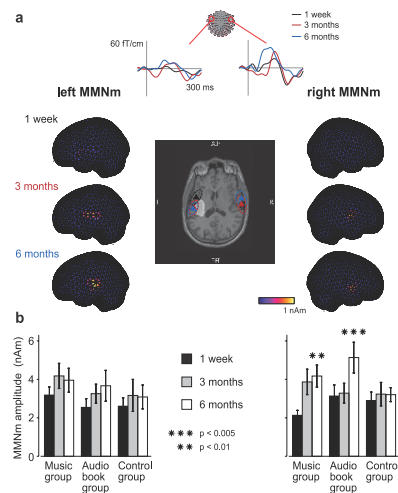 a
60 fT/cm
1 week
3 months
6 months
left MMNm
300 ms
right MMNm
1 week
3 months
6 months
1 nAm
b
MMNm amplitude (nAm)
6
4
2
0
1 week
3 months
6 months
✱✱✱ p < 0.005
✱✱ p < 0.01
✱✱
✱✱✱
Music group
Audio book group
Control group
Music group
Audio book group
Control group